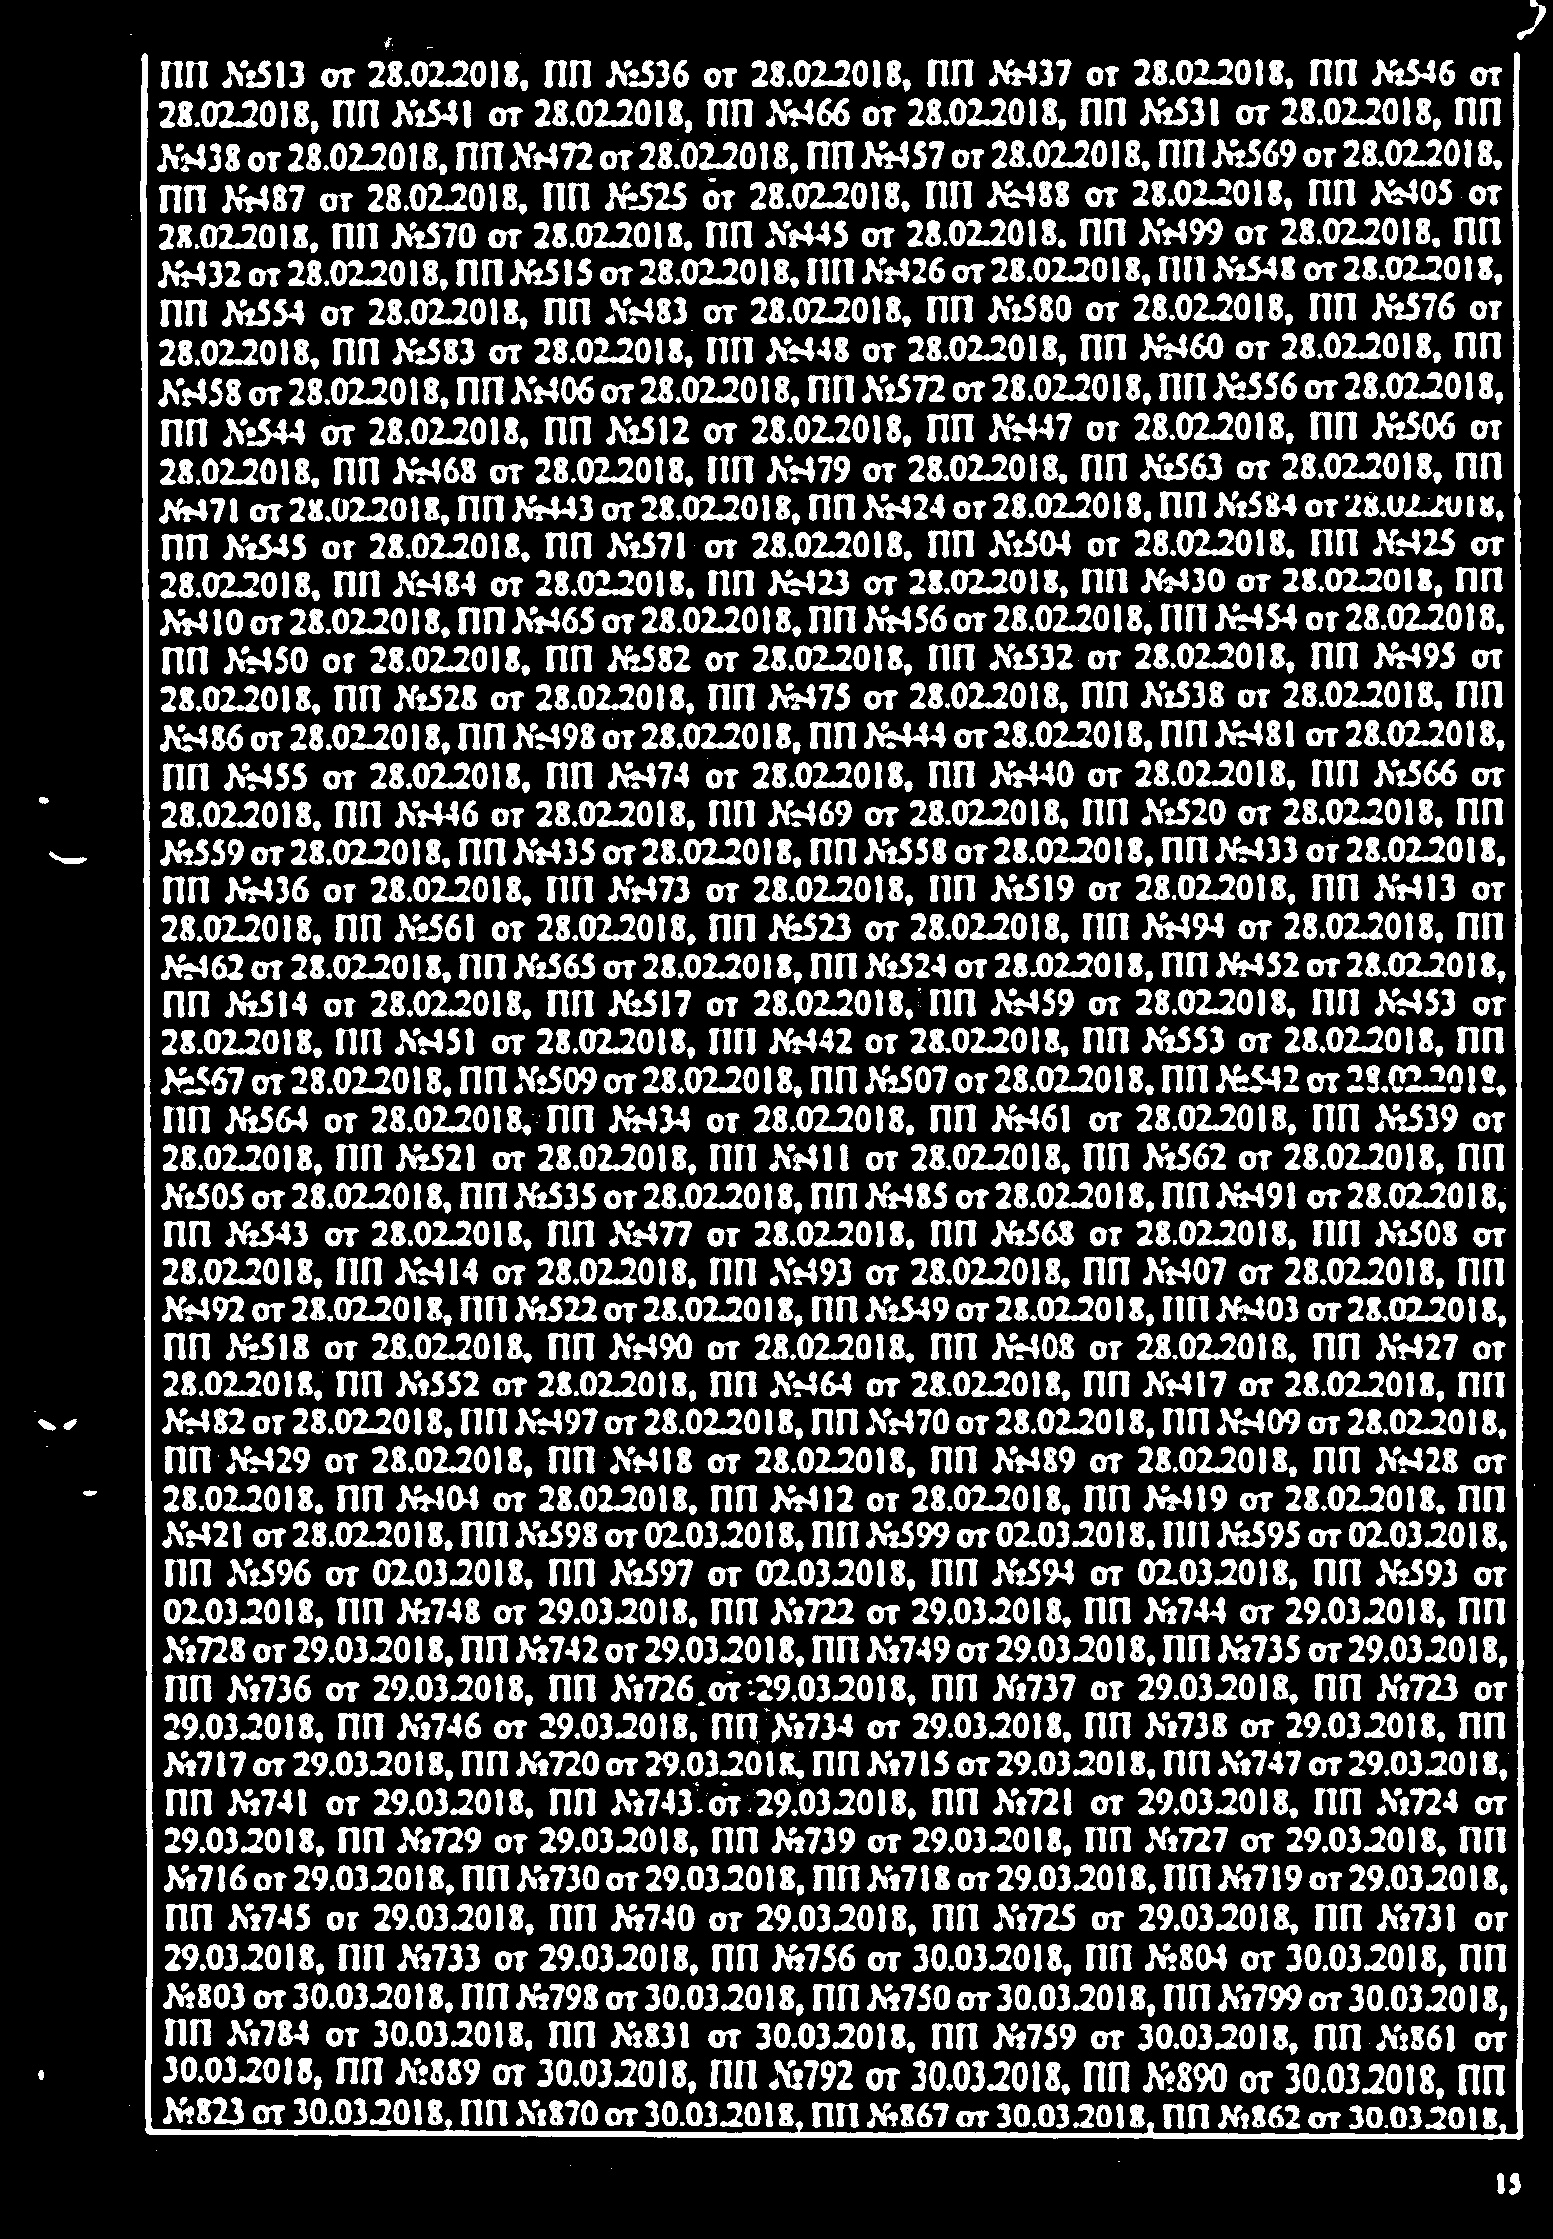 ПП №513 от 28.02.2018, ПП №536 от 28.02.2018, ПП №437 от 28.02.2018, ПП №546 от
28.02.2018, ПП №541 от 28.02.2018, ПП №466 от 28.02.2018, ПП №531 от 28.02.2018, ПП
№438 от 28.02.2018, ПП №472 от 28.02.2018, ПП №457 от 28.02.2018, ПП №569 от 28.02.2018,
ПП №487 от 28.02.2018, ПП №525 от 28.02.2018, ПП №488 от 28.02.2018, ПП №405 от
28.02.2018, ПП №570 от 28.02.2018, ПП №445 от 28.02.2018, ПП №499 от 28.02.2018, ПП
№432 от 28.02.2018, ПП №515 от 28.02.2018, ПП №426 от 28.02.2018, ПП №548 от 28.02.2018,
ПП №554 от 28.02.2018, ПП №483 от 28.02.2018, ПП №580 от 28.02.2018, ПП №576 от
28.02.2018, ПП №583 от 28.02.2018, ПП №448 от 28.02.2018, ПП №460 от 28.02.2018, ПП
№458 от 28.02.2018, ПП №406 от 28.02.2018, ПП №572 от 28.02.2018, ПП №556 от 28.02.2018,
ПП №544 от 28.02.2018, ПП №512 от 28.02.2018, ПП №447 от 28.02.2018, ПП №506 от
28.02.2018, ПП №468 от 28.02.2018, ПП №479 от 28.02.2018, ПП №563 от 28.02.2018, ПП
№471 от 28.02.2018, ПП №443 от 28.02.2018, ПП №424 от 28.02.2018, ПП №584 от 28.02.2018,
ПП №545 от 28.02.2018, ПП №571 от 28.02.2018, ПП №504 от 28.02.2018, ПП №425 от
28.02.2018, ПП №484 от 28.02.2018, ПП №423 от 28.02.2018, ПП №430 от 28.02.2018, ПП
№410 от 28.02.2018, ПП №465 от 28.02.2018, ПП №456 от 28.02.2018, ПП №454 от 28.02.2018,
ПП №450 от 28.02.2018, ПП №582 от 28.02.2018, ПП №532 от 28.02.2018, ПП №495 от
28.02.2018, ПП №528 от 28.02.2018, ПП №475 от 28.02.2018, ПП №538 от 28.02.2018, ПП
№486 от 28.02.2018, ПП №498 от 28.02.2018, ПП №444 от 28.02.2018, ПП №481 от 28.02.2018,
ПП №455 от 28.02.2018, ПП №474 от 28.02.2018, ПП №440 от 28.02.2018, ПП №566 от
28.02.2018, ПП №446 от 28.02.2018, ПП №469 от 28.02.2018, ПП №520 от 28.02.2018, ПП
№559 от 28.02.2018, ПП №435 от 28.02.2018, ПП №558 от 28.02.2018, ПП №433 от 28.02.2018,
ПП №436 от 28.02.2018, ПП №473 от 28.02.2018, ПП №519 от 28.02.2018, ПП №413 от
28.02.2018, ПП №561 от 28.02.2018, ПП №523 от 28.02.2018, ПП №494 от 28.02.2018, ПП
№462 от 28.02.2018, ПП №565 от 28.02.2018, ПП №524 от 28.02.2018, ПП №452 от 28.02.2018,
ПП №514 от 28.02.2018, ПП №517 от 28.02.2018, ПП №459 от 28.02.2018, ПП №453 от
28.02.2018, ПП №451 от 28.02.2018, ПП №442 от 28.02.2018, ПП №553 от 28.02.2018, ПП
№567 от 28.02.2018, ПП №509 от 28.02.2018, ПП №507 от 28.02.2018, ПП №542 от 28.02.2018,
ПП №564 от 28.02.2018, ПП №434 от 28.02.2018, ПП №461 от 28.02.2018, ПП №539 от
28.02.2018, ПП №521 от 28.02.2018, ПП №411 от 28.02.2018, ПП №562 от 28.02.2018, ПП
№505 от 28.02.2018, ПП №535 от 28.02.2018, ПП №485 от 28.02.2018, ПП №491 от 28.02.2018,
ПП №543 от 28.02.2018, ПП №477 от 28.02.2018, ПП №568 от 28.02.2018, ПП №508 от
28.02.2018, ПП №414 от 28.02.2018, ПП №493 от 28.02.2018, ПП №407 от 28.02.2018, ПП
№492 от 28.02.2018, ПП №522 от 28.02.2018, ПП №549 от 28.02.2018, ПП №403 от 28.02.2018,
ПП №518 от 28.02.2018, ПП №490 от 28.02.2018, ПП №408 от 28.02.2018, ПП №427 от
28.02.2018, ПП №552 от 28.02.2018, ПП №464 от 28.02.2018, ПП №417 от 28.02.2018, ПП
№482 от 28.02.2018, ПП №497 от 28.02.2018, ПП №470 от 28.02.2018, ПП №409 от 28.02.2018,
ПП №429 от 28.02.2018, ПП №418 от 28.02.2018, ПП №489 от 28.02.2018, ПП №428 от
28.02.2018, ПП №404 от 28.02.2018, ПП №412 от 28.02.2018, ПП №419 от 28.02.2018, ПП
№421 от 28.02.2018, ПП №598 от 02.03.2018, ПП №599 от 02.03.2018, ПП №595 от 02.03.2018,
ПП №596 от 02.03.2018, ПП №597 от 02.03.2018, ПП №594 от 02.03.2018, ПП №593 от
02.03.2018, ПП №748 от 29.03.2018, ПП №722 от 29.03.2018, ПП №744 от 29.03.2018, ПП
№728 от 29.03.2018, ПП №742 от 29.03.2018, ПП №749 от 29.03.2018, ПП №735 от 29.03.2018,
ПП №736 от 29.03.2018, ПП №726 от 29.03.2018, ПП №737 от 29.03.2018, ПП №723 от
29.03.2018, ПП №746 от 29.03.2018, ПП №734 от 29.03.2018, ПП №738 от 29.03.2018, ПП
№717 от 29.03.2018, ПП №720 от 29.03.2018, ПП №715 от 29.03.2018, ПП №747 от 29.03.2018,
ПП №741 от 29.03.2018, ПП №743 от 29.03.2018, ПП №721 от 29.03.2018, ПП №724 от
29.03.2018, ПП №729 от 29.03.2018, ПП №739 от 29.03.2018, ПП №727 от 29.03.2018, ПП
№716 от 29.03.2018, ПП №730 от 29.03.2018, ПП №718 от 29.03.2018, ПП №719 от 29.03.2018,
ПП №745 от 29.03.2018, ПП №740 от 29.03.2018, ПП №725 от 29.03.2018, ПП №731 от
29.03.2018, ПП №733 от 29.03.2018, ПП №756 от 30.03.2018, ПП №804 от 30.03.2018, ПП
№803 от 30.03.2018, ПП №798 от 30.03.2018, ПП №750 от 30.03.2018, ПП №799 от 30.03.2018,
ПП №784 от 30.03.2018, ПП №831 от 30.03.2018, ПП №759 от 30.03.2018, ПП №861 от
30.03.2018, ПП №889 от 30.03.2018, ПП №792 от 30.03.2018, ПП №890 от 30.03.2018, ПП
№823 от 30.03.2018, ПП №870 от 30.03.2018, ПП №867 от 30.03.2018, ПП №862 от 30.03.2018,
15